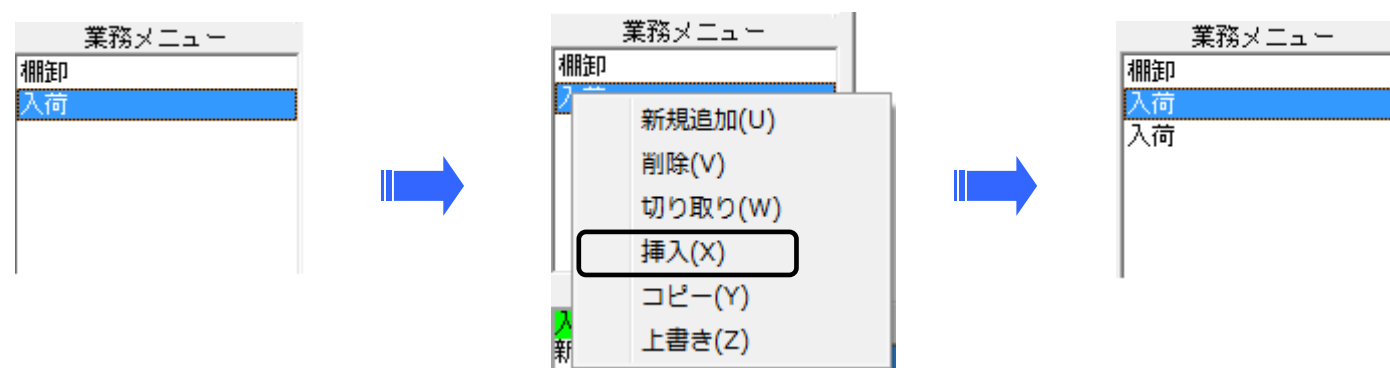 業務メニュー
棚卸
入荷
業務メニュー
棚卸
新規追加(U)
削除(V)
切り取り(W)
挿入(X)
コピー(Y)
上書き(Z)
入
新
業務メニュー
棚卸
入荷
入荷